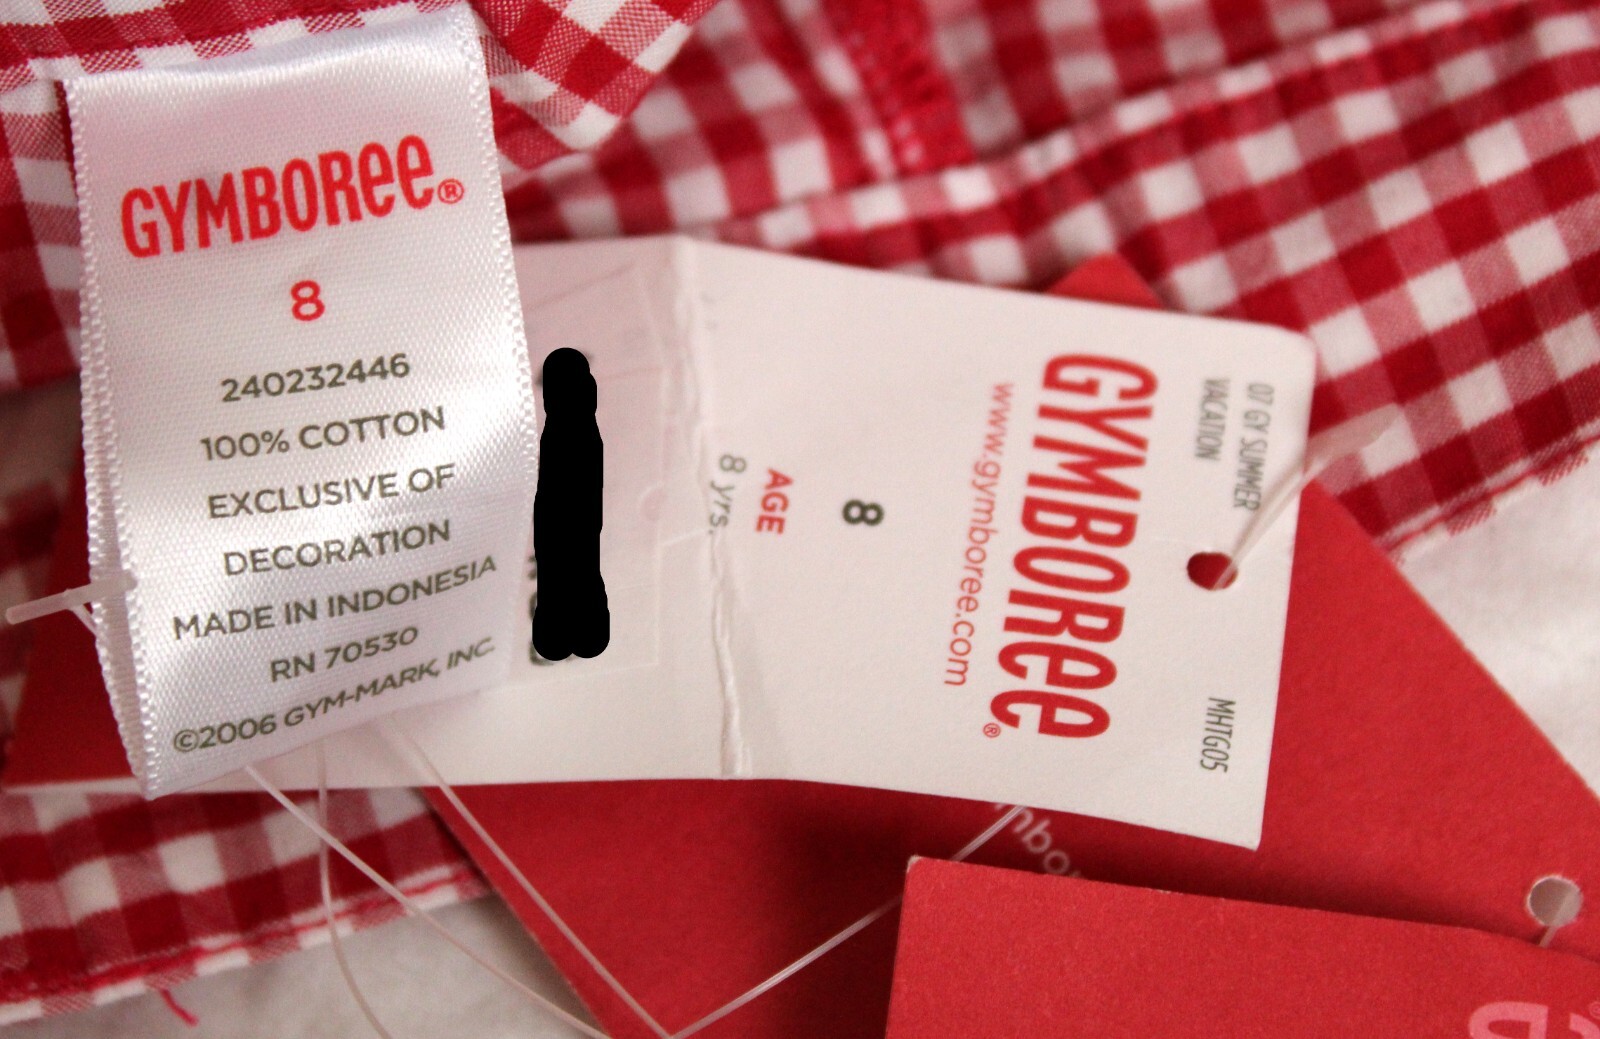 GYMBOREE®
8
240232446
100% COTTON
EXCLUSIVE OF
DECORATION
MADE IN INDONESIA
RN 70530
©2006 GYM-MARK, INC.
07 GY SUMMER
VACATION
MHTG05
GYMBOREE®
www.gymboree.com
8
AGE
8 yrs.